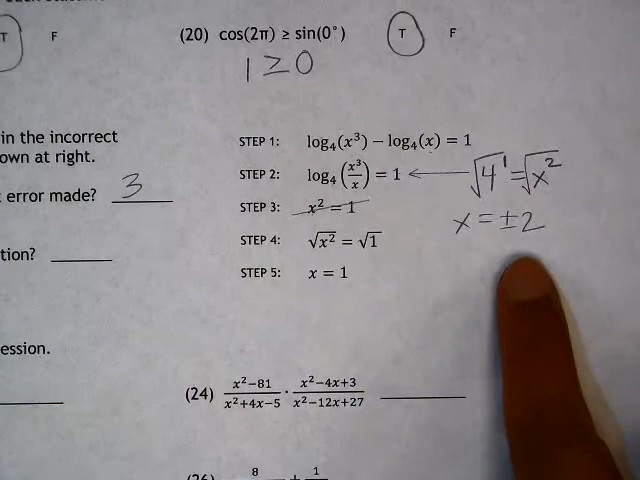 T F (20) cos(2π) ≥ sin(0°) T F
1 ≥ 0
in the incorrect
own at right.
error made? 3
tion?
STEP 1: log₄(x³) − log₄(x) = 1
STEP 2: log₄(x³/x) = 1 ← √4¹ = √x²
STEP 3: x² = 1
x = ±2
STEP 4: √x² = √1
STEP 5: x = 1
ession.
(24) x²−81/x²+4x−5 · x²−4x+3/x²−12x+27
8 + 1